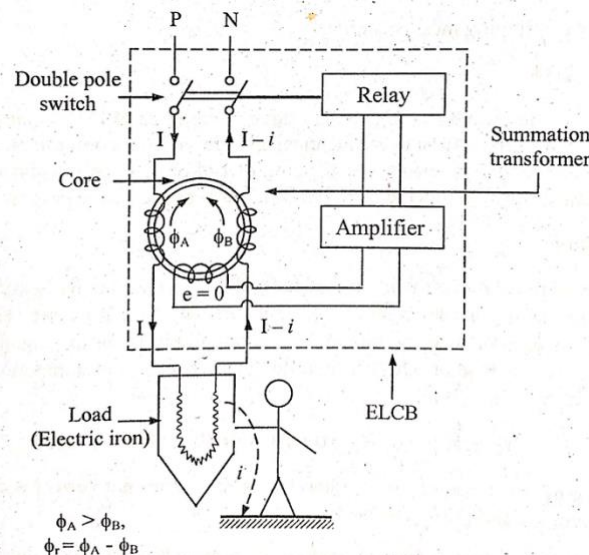 P N
Double pole
switch
Relay
I I–i
Summation
transformer
Core
ϕA ϕB
Amplifier
e = 0
I I–i
ELCB
Load
(Electric iron)
i
ϕA > ϕB,
ϕr = ϕA – ϕB